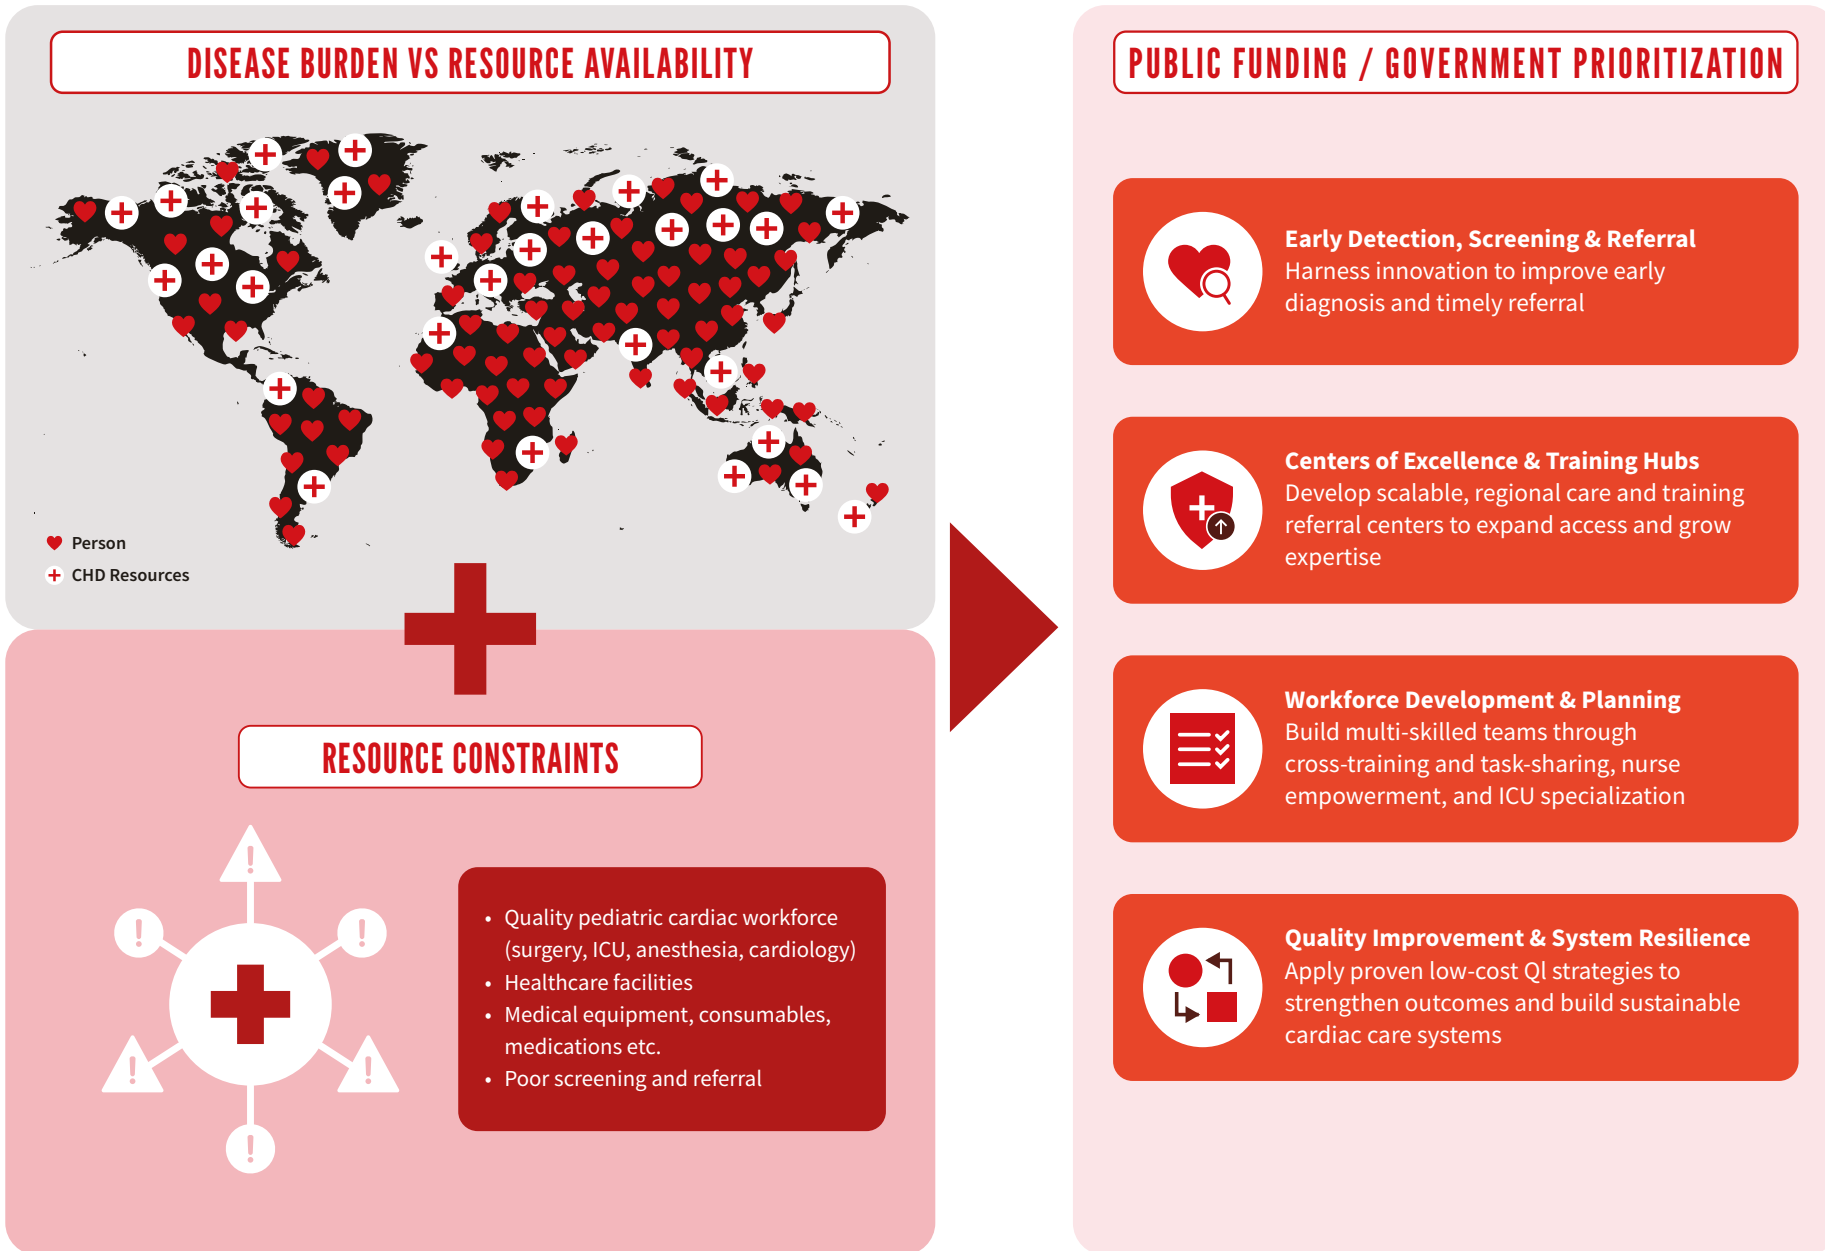 DISEASE BURDEN VS RESOURCE AVAILABILITY
Person
CHD Resources
RESOURCE CONSTRAINTS
• Quality pediatric cardiac workforce
(surgery, ICU, anesthesia, cardiology)
• Healthcare facilities
• Medical equipment, consumables,
medications etc.
• Poor screening and referral
PUBLIC FUNDING / GOVERNMENT PRIORITIZATION
Early Detection, Screening & Referral
Harness innovation to improve early
diagnosis and timely referral
Centers of Excellence & Training Hubs
Develop scalable, regional care and training
referral centers to expand access and grow
expertise
Workforce Development & Planning
Build multi-skilled teams through
cross-training and task-sharing, nurse
empowerment, and ICU specialization
Quality Improvement & System Resilience
Apply proven low-cost QI strategies to
strengthen outcomes and build sustainable
cardiac care systems